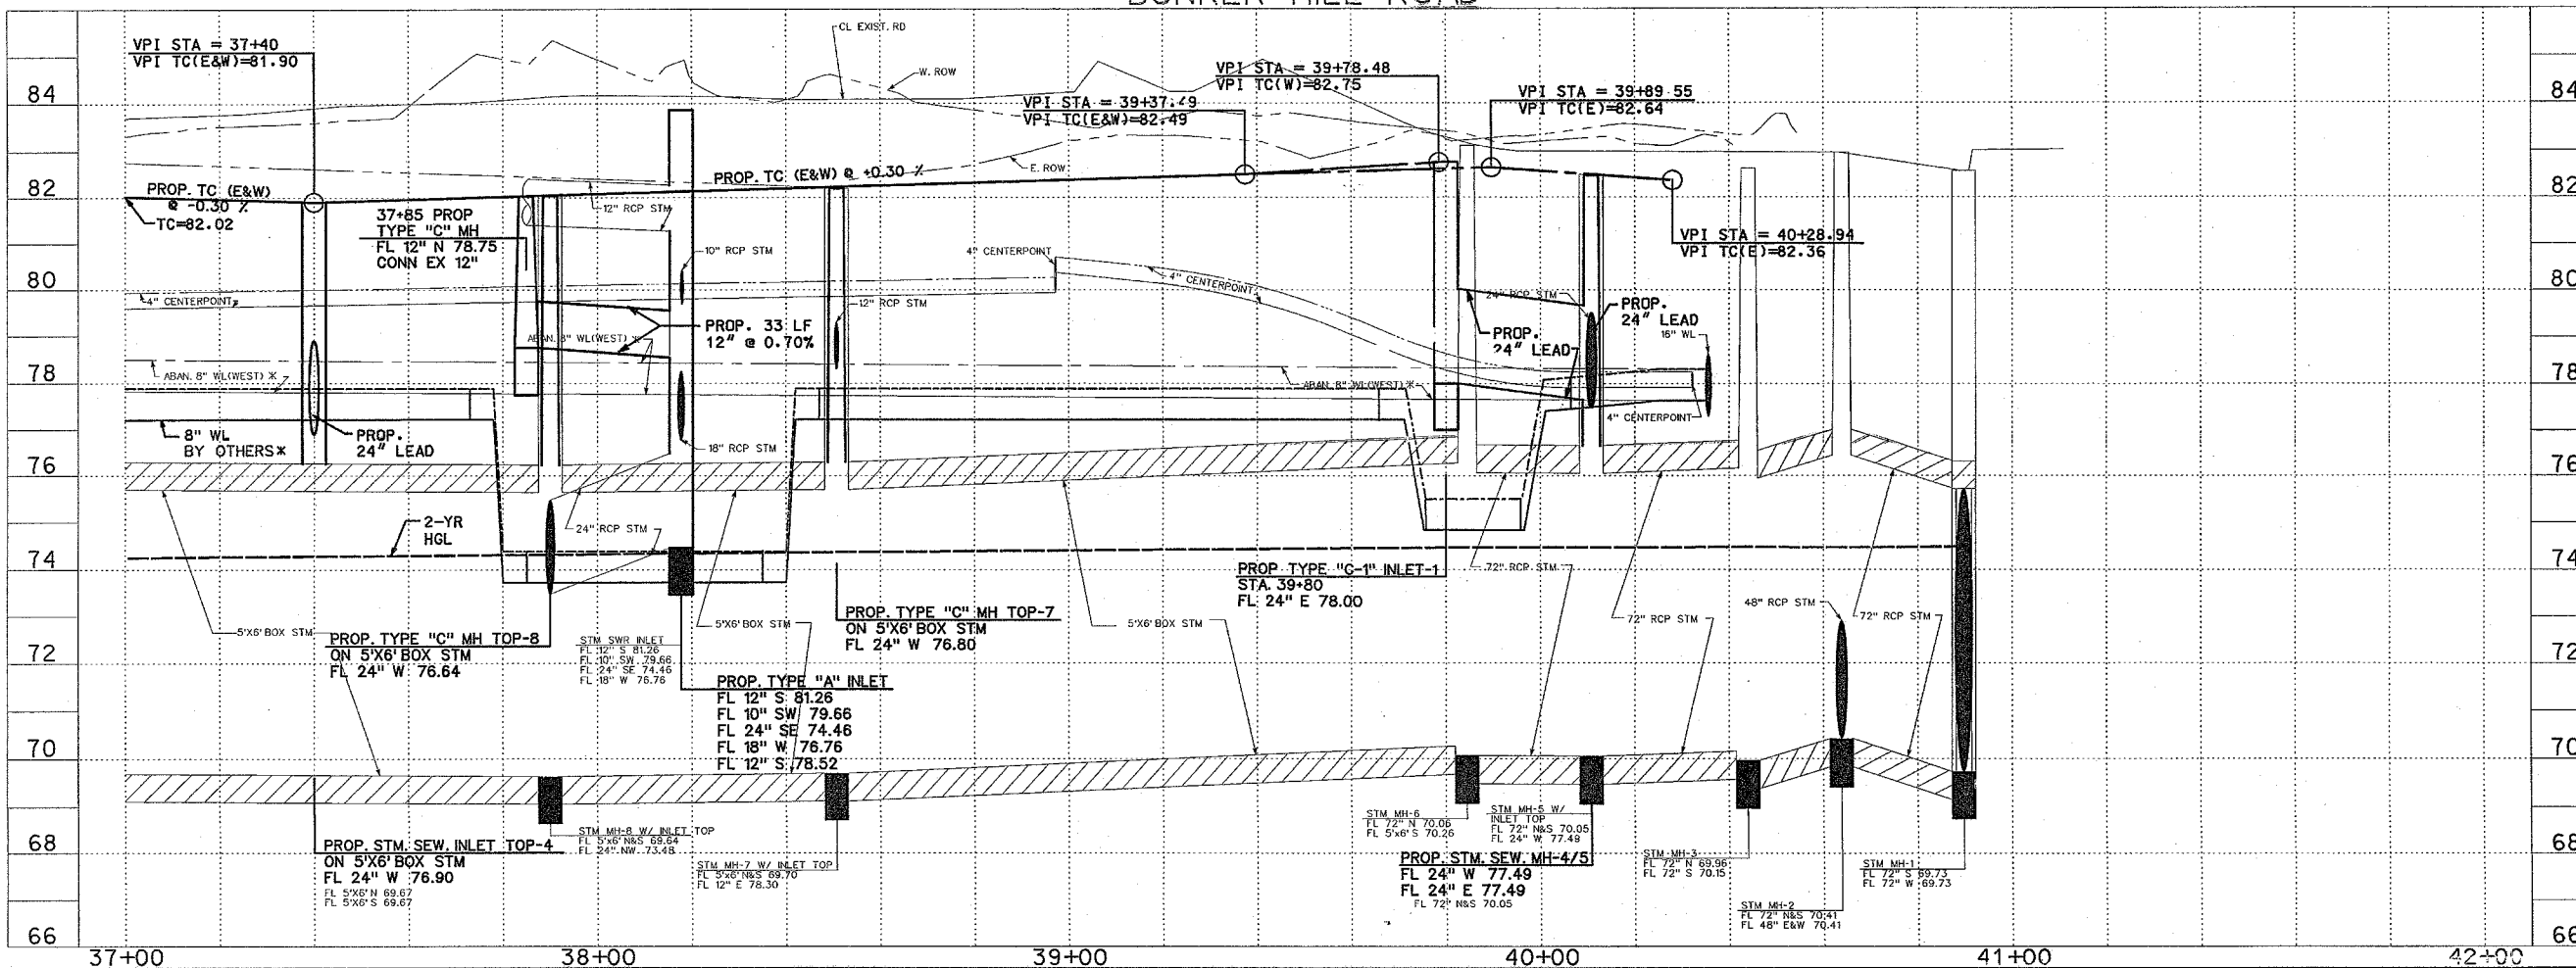 BUNKER HILL ROAD
VPI STA = 37+40
VPI TC(E&W)=81.90
CL EXIST. RD
W. ROW
VPI STA = 39+78.48
VPI TC(W)=82.75
VPI STA = 39+37.49
VPI TC(E&W)=82.49
VPI STA = 39+89.55
VPI TC(E)=82.64
84
84
E. ROW
82
82
PROP. TC (E&W)
@ -0.30 %
TC=82.02
PROP. TC (E&W) @ +0.30 %
12" RCP STM
37+85 PROP
TYPE "C" MH
FL 12" N 78.75
CONN EX 12"
VPI STA = 40+28.94
VPI TC(E)=82.36
10" RCP STM
4" CENTERPOINT
4" CENTERPOINT
80
80
4" CENTERPOINT*
12" RCP STM
24" RCP STM
PROP.
24" LEAD
16" WL
PROP. 33 LF
12" @ 0.70%
ABAN. 8" WL(WEST) *
PROP.
24" LEAD
78
78
ABAN. 8" WL(WEST) *
ABAN. 8" WL(WEST) *
4" CENTERPOINT
8" WL
BY OTHERS*
PROP.
24" LEAD
18" RCP STM
76
76
2-YR
HGL
24" RCP STM
74
74
PROP TYPE "C-1" INLET-1
STA. 39+80
FL 24" E 78.00
72" RCP STM
5'X6' BOX STM
PROP. TYPE "C" MH TOP-8
ON 5'X6' BOX STM
FL 24" W 76.64
STM SWR INLET
FL 12" S 81.26
FL 10" SW 79.66
FL 24" SE 74.46
FL 18" W 76.76
5'X6' BOX STM
PROP. TYPE "C" MH TOP-7
ON 5'X6' BOX STM
FL 24" W 76.80
5'X6' BOX STM
72" RCP STM
48" RCP STM
72" RCP STM
72
72
PROP. TYPE "A" INLET
FL 12" S 81.26
FL 10" SW 79.66
FL 24" SE 74.46
FL 18" W 76.76
FL 12" S 78.52
70
70
PROP. STM. SEW. INLET TOP-4
ON 5'X6' BOX STM
FL 24" W 76.90
FL 5'X6' N 69.67
FL 5'X6' S 69.67
STM MH-8 W/ INLET TOP
FL 5'x6' N&S 69.64
FL 24" NW 73.48
STM MH-7 W/ INLET TOP
FL 5'x6' N&S 69.70
FL 12" E 78.30
STM MH-6
FL 72" N 70.06
FL 5'x6' S 70.26
STM MH-5 W/
INLET TOP
FL 72" N&S 70.05
FL 24" W 77.49
PROP. STM. SEW. MH-4/5
FL 24" W 77.49
FL 24" E 77.49
FL 72" N&S 70.05
STM MH-3
FL 72" N 69.96
FL 72" S 70.15
STM MH-2
FL 72" N&S 70.41
FL 48" E&W 70.41
STM MH-1
FL 72" S 69.73
FL 72" W 69.73
68
68
66
66
37+00
38+00
39+00
40+00
41+00
42+00